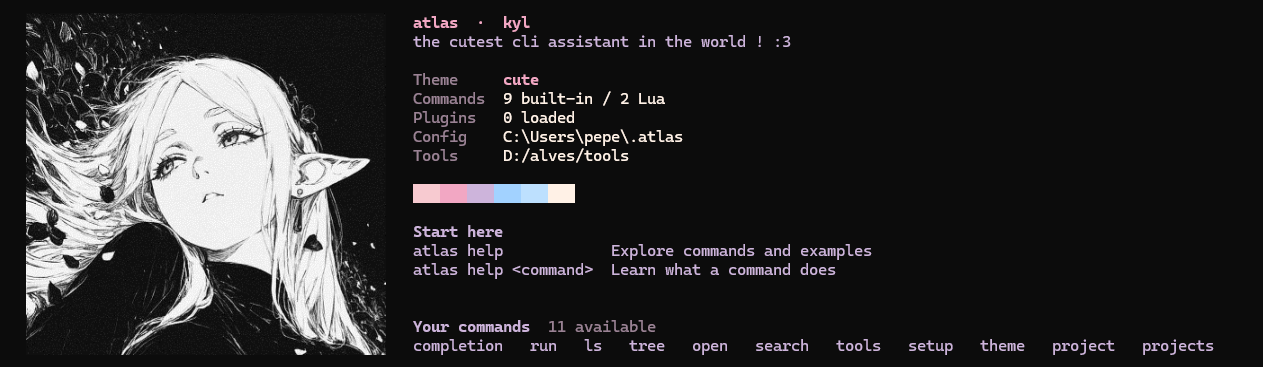 atlas · kyl
the cutest cli assistant in the world ! :3
Theme cute
Commands 9 built-in / 2 Lua
Plugins 0 loaded
Config C:\Users\pepe\.atlas
Tools D:/alves/tools
Start here
atlas help Explore commands and examples
atlas help <command> Learn what a command does
Your commands 11 available
completion run ls tree open search tools setup theme project projects